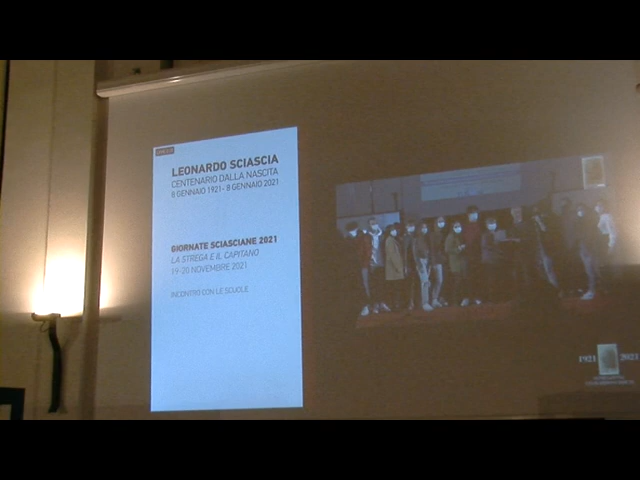 LEONARDO SCIASCIA
CENTENARIO DALLA NASCITA
8 GENNAIO 1921- 8 GENNAIO 2021
GIORNATE SCIASCIANE 2021
LA STREGA E IL CAPITANO
19-20 NOVEMBRE 2021
INCONTRO CON LE SCUOLE
1921 2021